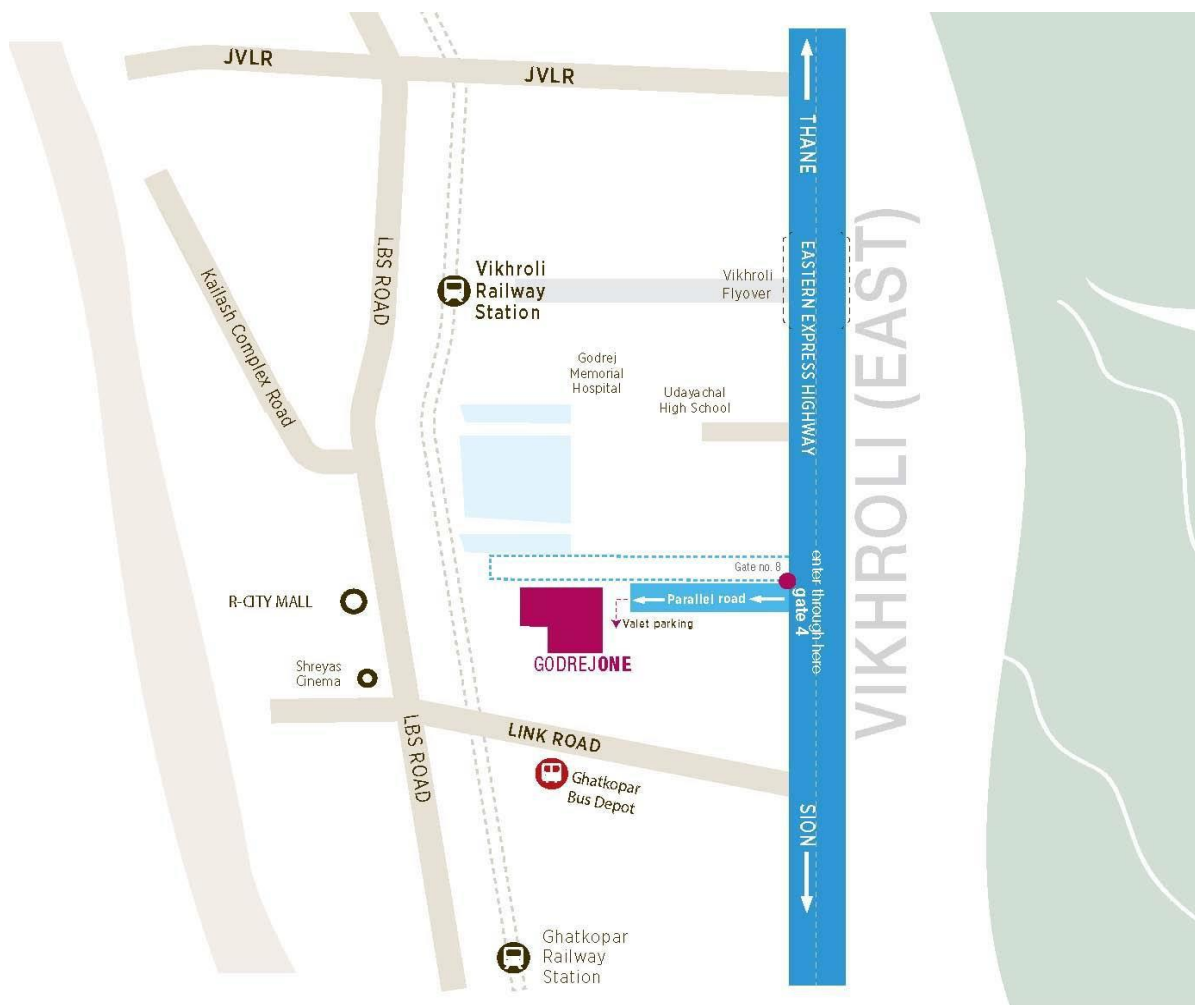 JVLR
JVLR
THANE
LBS ROAD
Kailash Complex Road
Vikhroli
Railway
Station
Vikhroli
Flyover
EASTERN EXPRESS HIGHWAY
VIKHROLI (EAST)
Godrej
Memorial
Hospital
Udayachal
High School
Gate no. 8
enter through here
gate 4
Parallel road
Valet parking
R-CITY MALL
GODREJONE
Shreyas
Cinema
LBS ROAD
LINK ROAD
Ghatkopar
Bus Depot
SION
Ghatkopar
Railway
Station